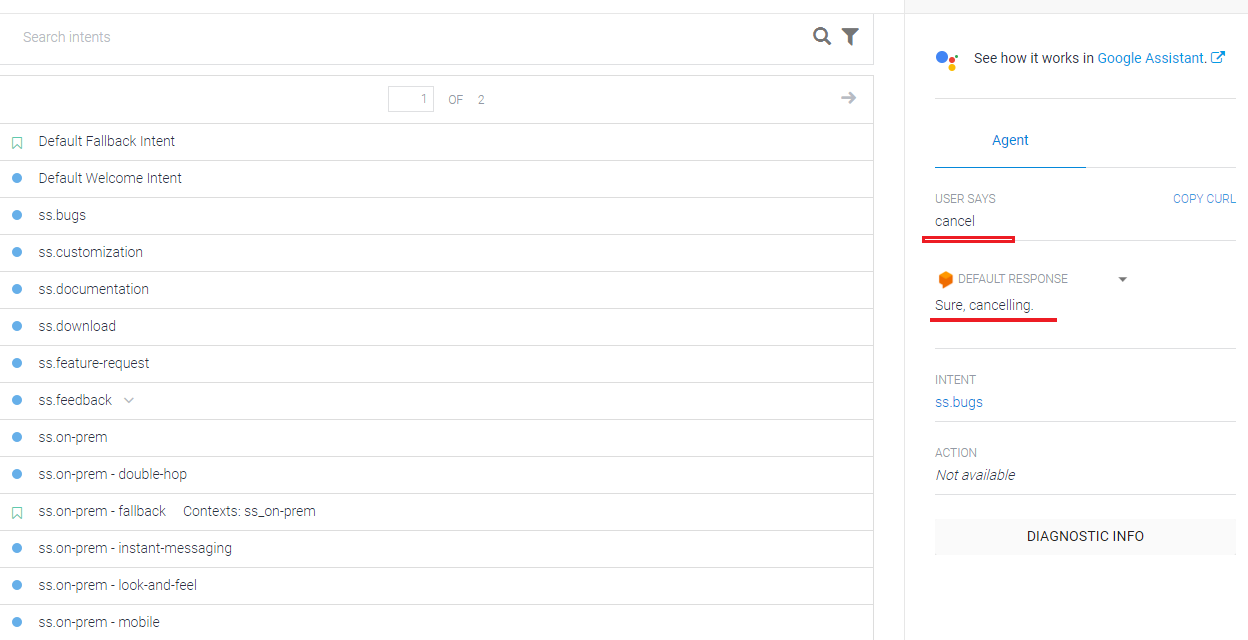 Search intents
1 OF 2
Default Fallback Intent
Default Welcome Intent
ss.bugs
ss.customization
ss.documentation
ss.download
ss.feature-request
ss.feedback
ss.on-prem
ss.on-prem - double-hop
ss.on-prem - fallback Contexts: ss_on-prem
ss.on-prem - instant-messaging
ss.on-prem - look-and-feel
ss.on-prem - mobile
See how it works in Google Assistant.
Agent
USER SAYS COPY CURL
cancel
DEFAULT RESPONSE
Sure, cancelling.
INTENT
ss.bugs
ACTION
Not available
DIAGNOSTIC INFO